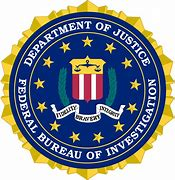 DEPARTMENT OF JUSTICE
FIDELITY BRAVERY INTEGRITY
FEDERAL BUREAU OF INVESTIGATION